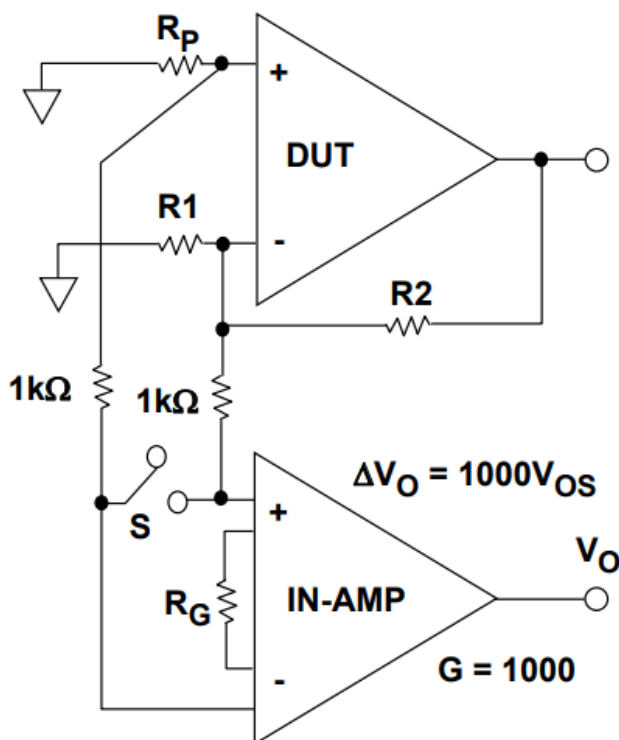 RP
+
DUT
R1
-
R2
1kΩ
1kΩ
ΔVO = 1000VOS
S
+
VO
RG
IN-AMP
-
G = 1000